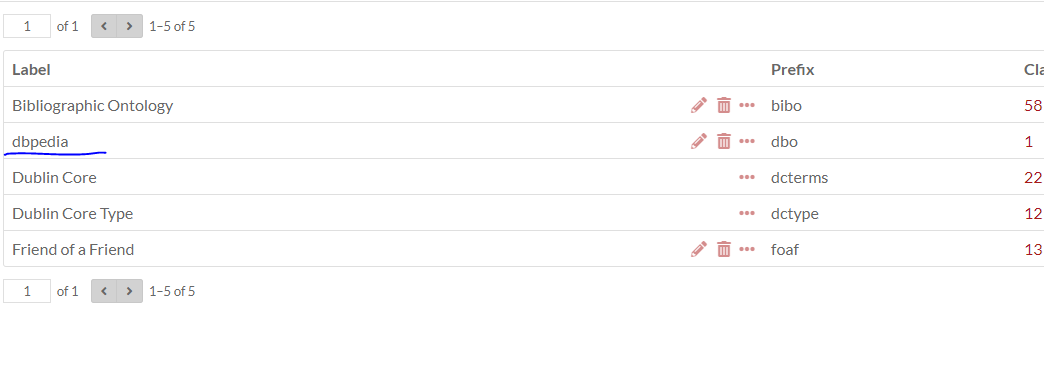 1 of 1 1–5 of 5
Label Prefix Cla
Bibliographic Ontology bibo 58
dbpedia dbo 1
Dublin Core dcterms 22
Dublin Core Type dctype 12
Friend of a Friend foaf 13
1 of 1 1–5 of 5